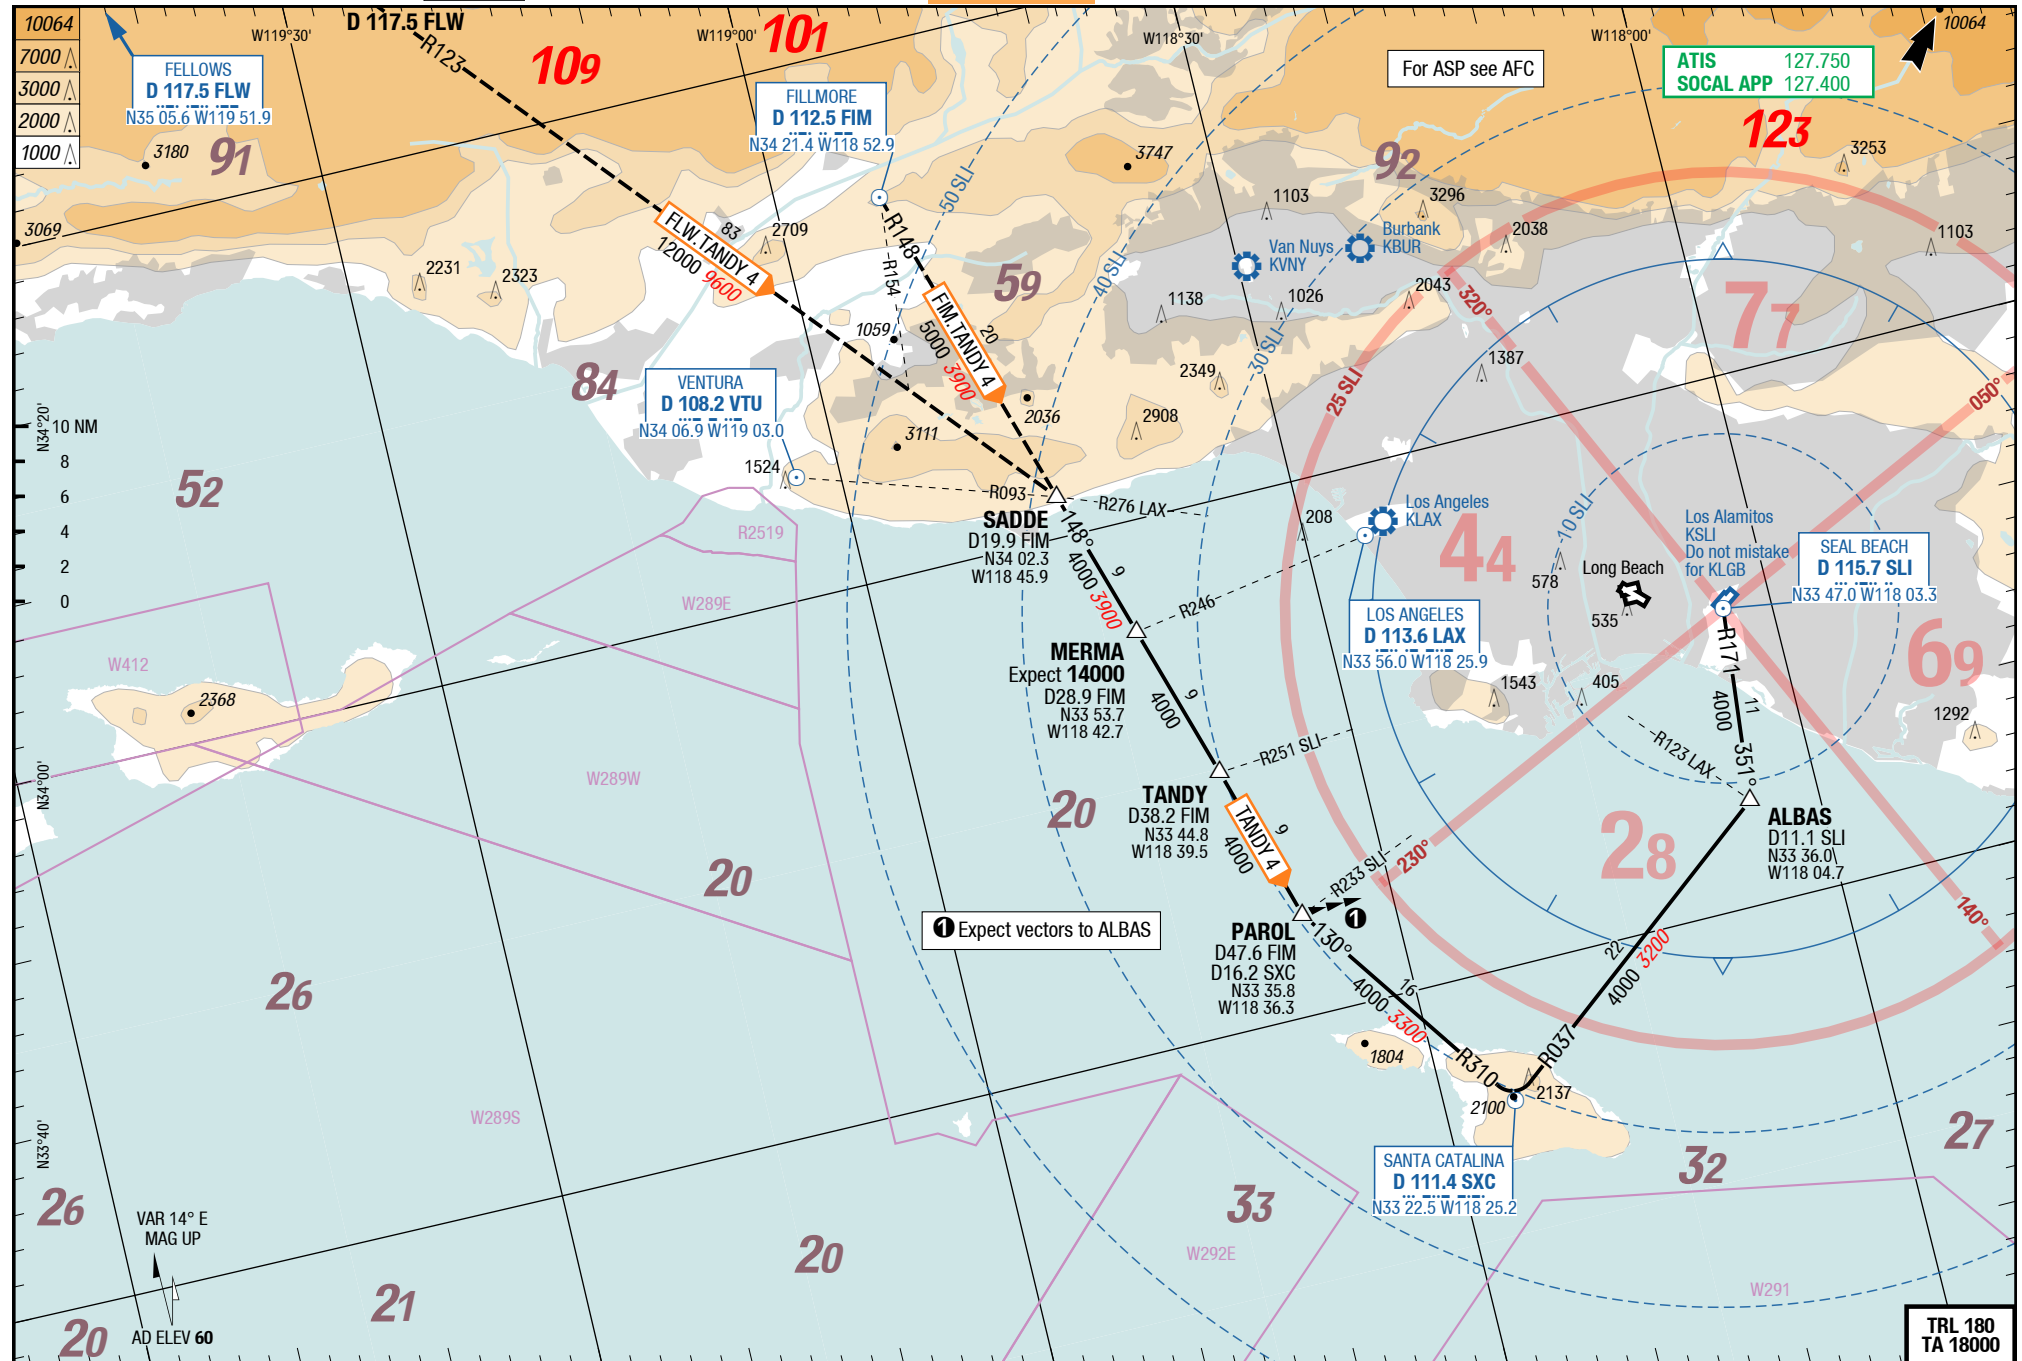 10064
7000
3000
2000
1000
FELLOWS
D 117.5 FLW
N35 05.6 W119 51.9
3180
91
3069
W119°30'
D 117.5 FLW
R123
109
W119°00'
101
FILLMORE
D 112.5 FIM
N34 21.4 W118 52.9
W118°30'
For ASP see AFC
W118°00'
ATIS 127.750
SOCAL APP 127.400
10064
123
3253
3747
92
50 SLI
40 SLI
30 SLI
1103
3296
Burbank
KBUR
2038
1103
Van Nuys
KVNY
2709
83
FLW.TANDY 4
12000 9600
R148
R154
59
2231
2323
FIM.TANDY 4
20
5000 3900
1059
1138
1026
2043
320°
77
84
VENTURA
D 108.2 VTU
N34 06.9 W119 03.0
2036
2349
2908
1387
25 SLI
050°
N34°20'
10 NM
8
6
4
2
0
3111
1524
52
R093
R276 LAX
SADDE
D19.9 FIM
N34 02.3
W118 45.9
R2519
148°
9
4000 3900
208
Los Angeles
KLAX
44
10 SLI
Los Alamitos
KSLI
Do not mistake
for KLGB
Long Beach
578
535
SEAL BEACH
D 115.7 SLI
N33 47.0 W118 03.3
W289E
R246
LOS ANGELES
D 113.6 LAX
N33 56.0 W118 25.9
R171
69
W412
2368
MERMA
Expect 14000
D28.9 FIM
N33 53.7
W118 42.7
9
4000
1543
405
11
4000
1292
R251 SLI
R123 LAX
351°
N34°00'
W289W
TANDY
D38.2 FIM
N33 44.8
W118 39.5
20
TANDY 4
9
4000
ALBAS
D11.1 SLI
N33 36.0
W118 04.7
28
20
R233 SLI
230°
140°
1 Expect vectors to ALBAS
1
PAROL
D47.6 FIM
D16.2 SXC
N33 35.8
W118 36.3
130°
16
4000 3300
22
4000 3200
26
1804
R310
R037
2137
2100
W289S
N33°40'
27
SANTA CATALINA
D 111.4 SXC
N33 22.5 W118 25.2
32
26
VAR 14° E
MAG UP
33
20
W292E
W291
21
20
AD ELEV 60
TRL 180
TA 18000